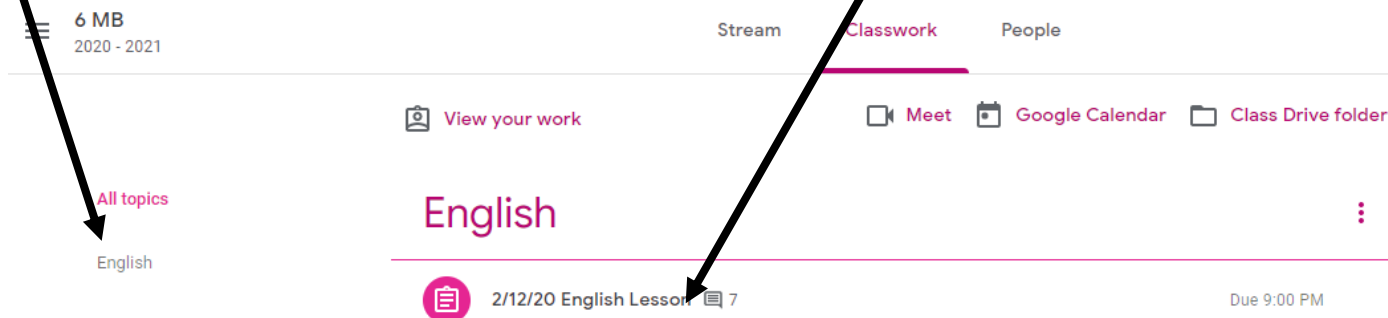 6 MB
2020 - 2021
Stream Classwork People
View your work Meet Google Calendar Class Drive folder
All topics
English
English
2/12/20 English Lesson 7 Due 9:00 PM